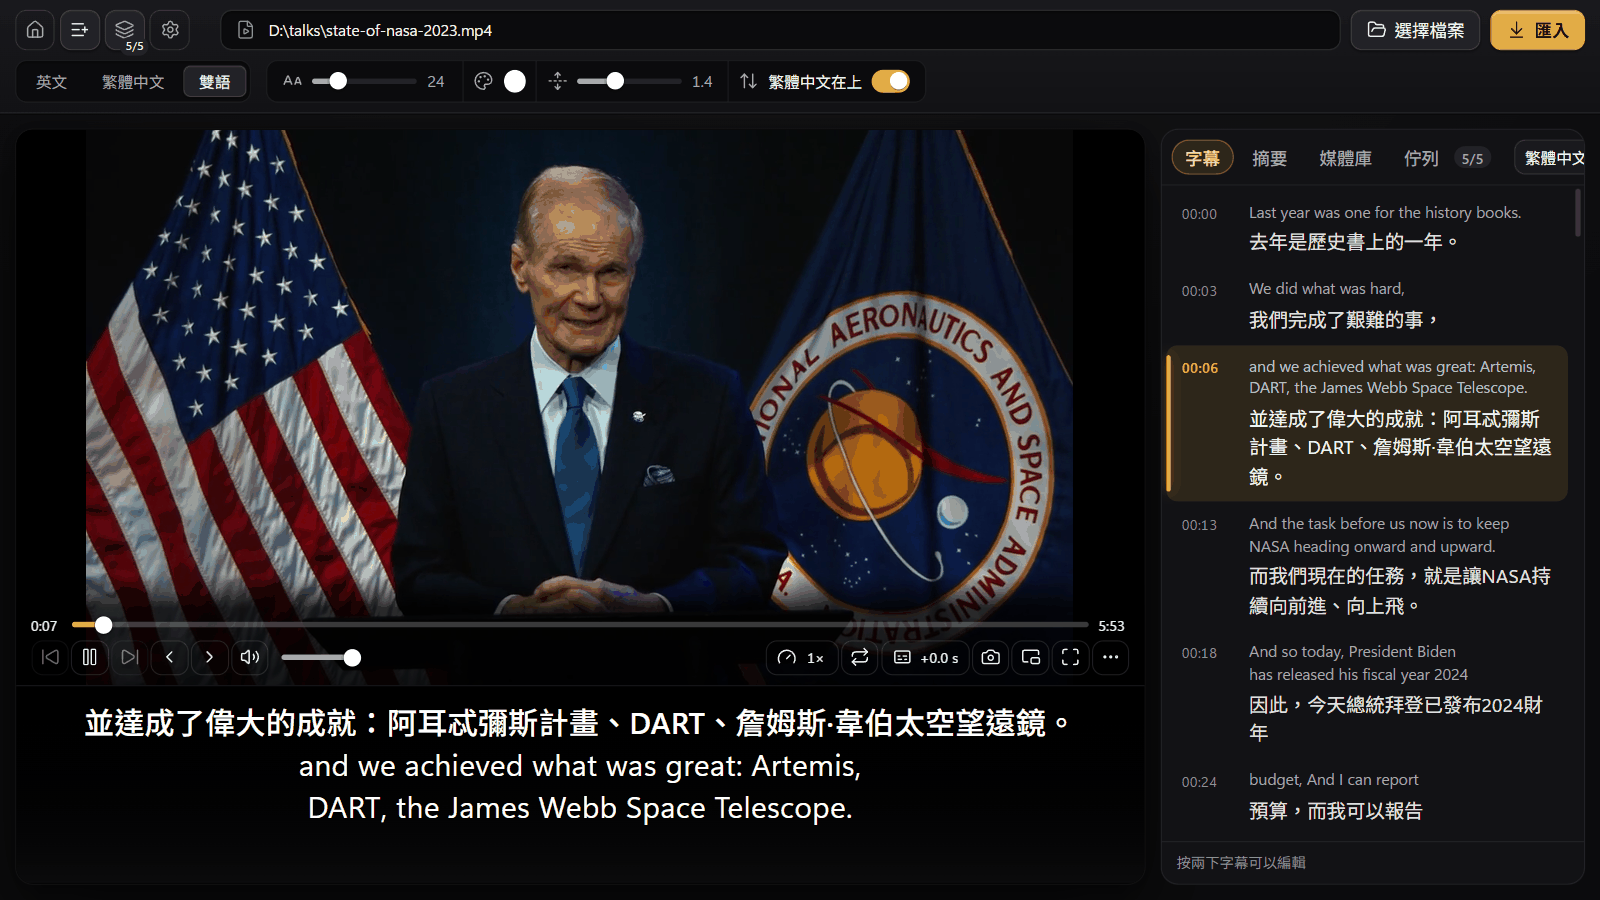 D:\talks\state-of-nasa-2023.mp4
選擇檔案
匯入
5/5
英文
繁體中文
雙語
AA
24
1.4
繁體中文在上
NATIONAL AERONAUTICS AND SPACE ADMINISTRATION
U.S.A.
0:07
5:53
1×
+0.0 s
並達成了偉大的成就：阿耳忒彌斯計畫、DART、詹姆斯·韋伯太空望遠鏡。
and we achieved what was great: Artemis,
DART, the James Webb Space Telescope.
字幕
摘要
媒體庫
佇列
5/5
繁體中文
00:00
Last year was one for the history books.
去年是歷史書上的一年。
00:03
We did what was hard,
我們完成了艱難的事，
00:06
and we achieved what was great: Artemis,
DART, the James Webb Space Telescope.
並達成了偉大的成就：阿耳忒彌斯
計畫、DART、詹姆斯·韋伯太空望遠
鏡。
00:13
And the task before us now is to keep
NASA heading onward and upward.
而我們現在的任務，就是讓NASA持
續向前進、向上飛。
00:18
And so today, President Biden
has released his fiscal year 2024
因此，今天總統拜登已發布2024財
年
00:24
budget, And I can report
預算，而我可以報告
按兩下字幕可以編輯